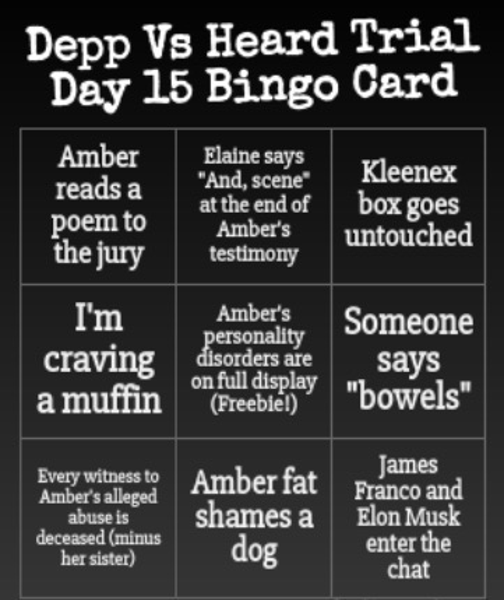 Depp Vs Heard Trial
Day 15 Bingo Card
Amber
reads a
poem to
the jury
Elaine says
"And, scene"
at the end of
Amber's
testimony
Kleenex
box goes
untouched
I'm
craving
a muffin
Amber's
personality
disorders are
on full display
(Freebie!)
Someone
says
"bowels"
Every witness to
Amber's alleged
abuse is
deceased (minus
her sister)
Amber fat
shames a
dog
James
Franco and
Elon Musk
enter the
chat